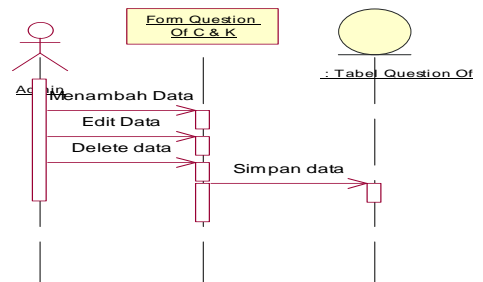 Form Question
Of C & K
: Tabel Question Of
Admin
Menambah Data
Edit Data
Delete data
Simpan data